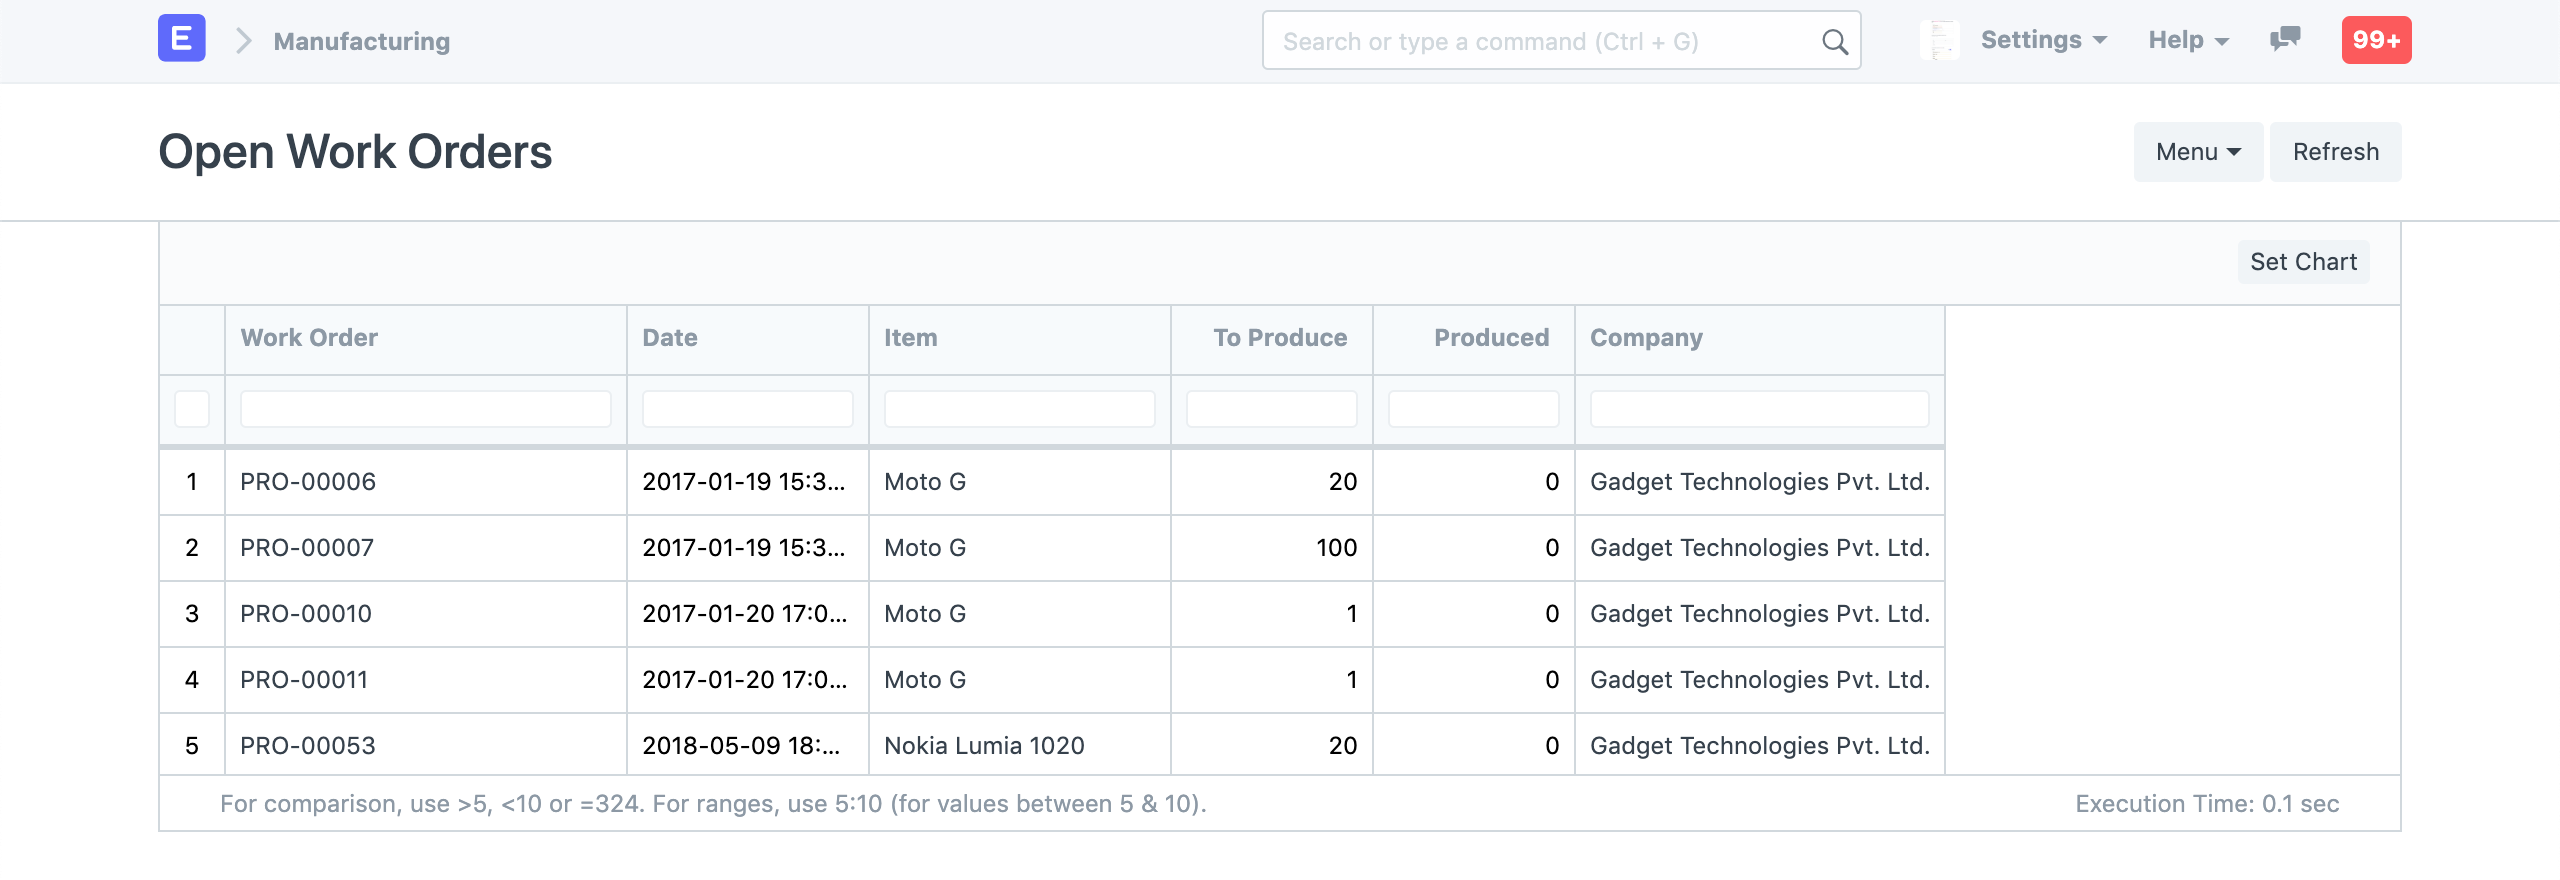 E Manufacturing Search or type a command (Ctrl + G) Settings Help 99+
Open Work Orders Menu Refresh
Set Chart
Work Order Date Item To Produce Produced Company
1 PRO-00006 2017-01-19 15:3... Moto G 20 0 Gadget Technologies Pvt. Ltd.
2 PRO-00007 2017-01-19 15:3... Moto G 100 0 Gadget Technologies Pvt. Ltd.
3 PRO-00010 2017-01-20 17:0... Moto G 1 0 Gadget Technologies Pvt. Ltd.
4 PRO-00011 2017-01-20 17:0... Moto G 1 0 Gadget Technologies Pvt. Ltd.
5 PRO-00053 2018-05-09 18:... Nokia Lumia 1020 20 0 Gadget Technologies Pvt. Ltd.
For comparison, use >5, <10 or =324. For ranges, use 5:10 (for values between 5 & 10). Execution Time: 0.1 sec